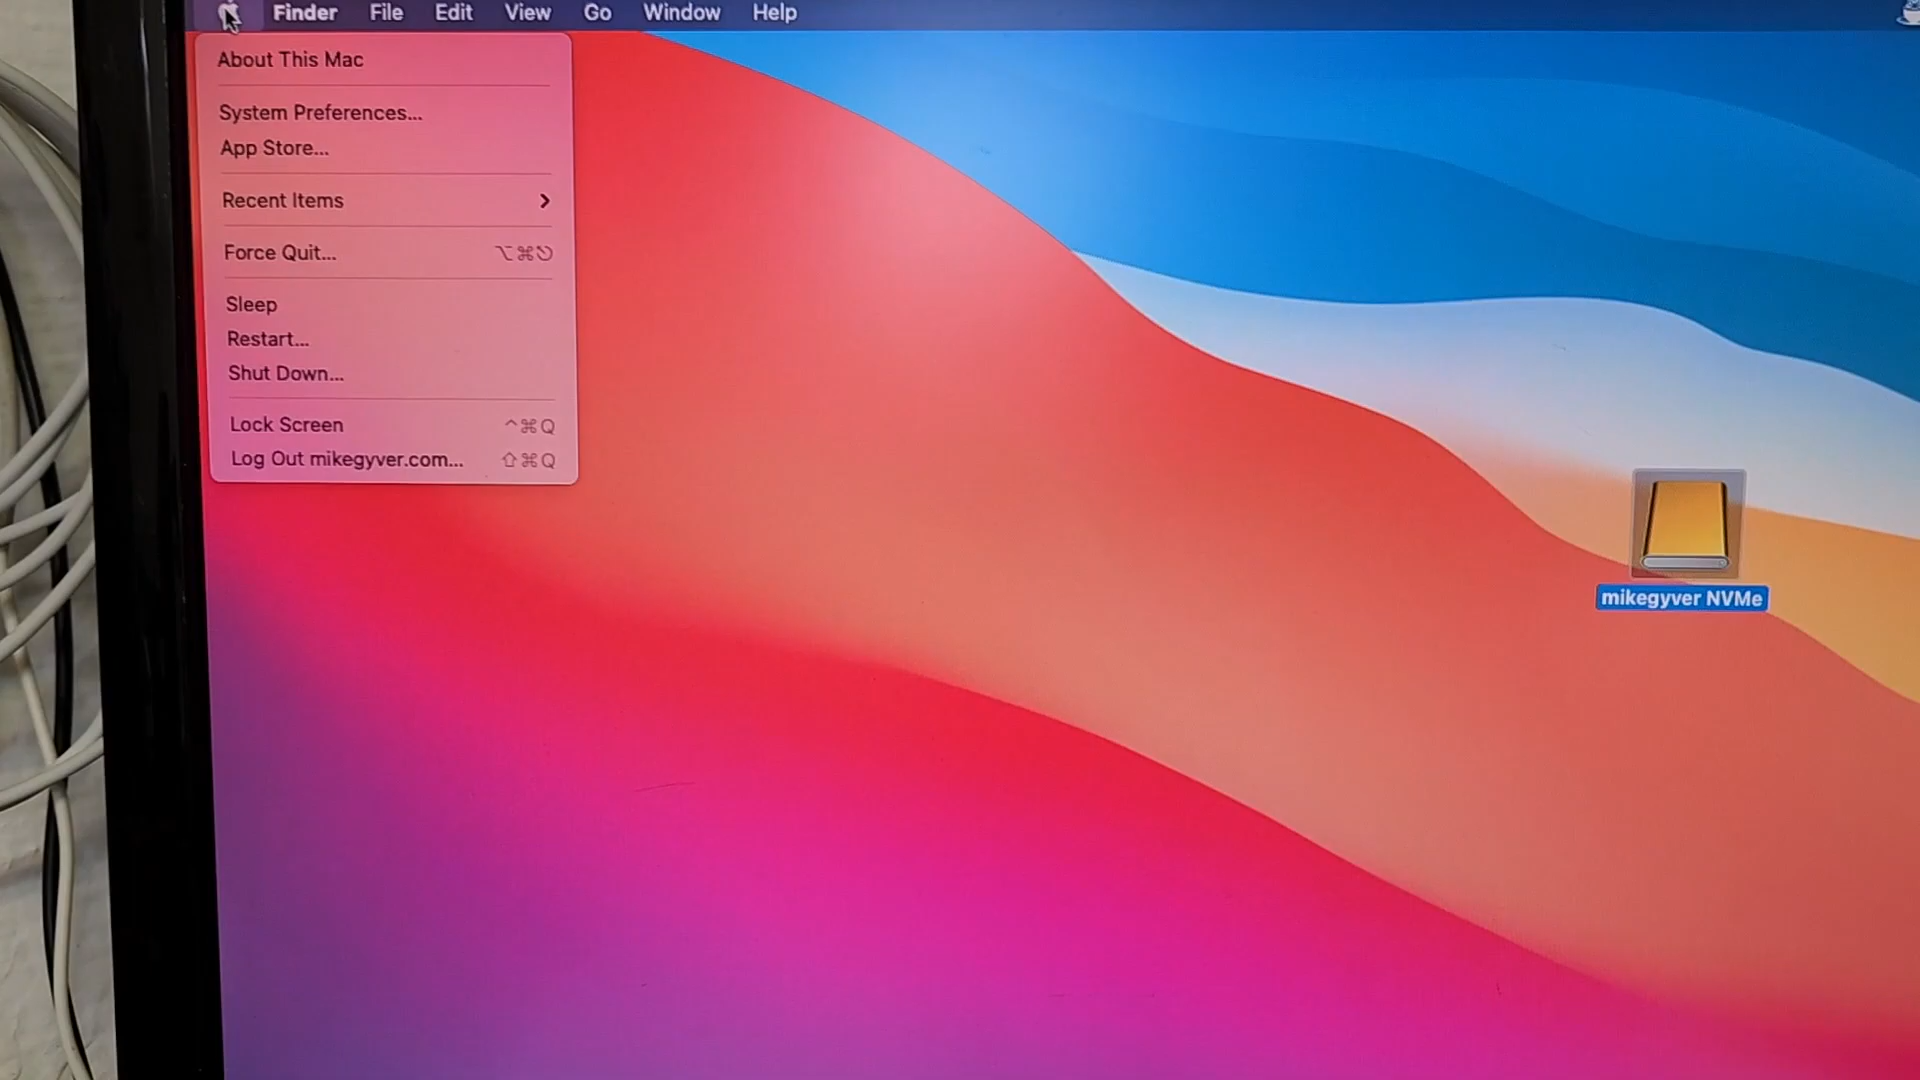 Finder File Edit View Go Window Help
About This Mac
System Preferences...
App Store...
Recent Items
Force Quit... ⌥⌘⎋
Sleep
Restart...
Shut Down...
Lock Screen ^⌘Q
Log Out mikegyver.com... ⇧⌘Q
mikegyver NVMe